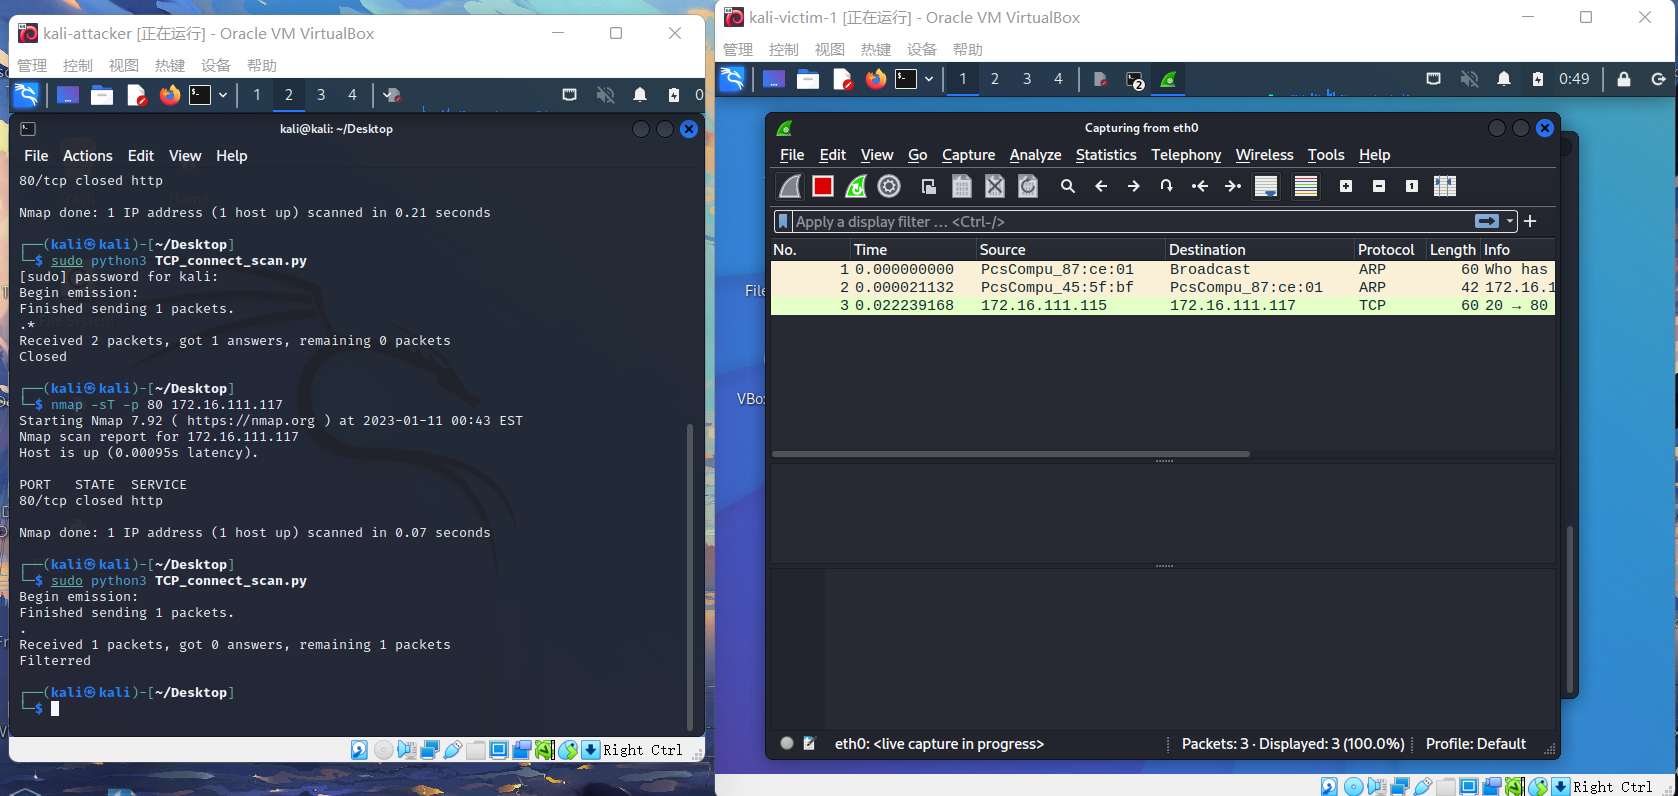 kali-attacker [正在运行] - Oracle VM VirtualBox
管理 控制 视图 热键 设备 帮助
1 2 3 4 0
kali@kali: ~/Desktop
File Actions Edit View Help
80/tcp closed http
Nmap done: 1 IP address (1 host up) scanned in 0.21 seconds
┌──(kali㉿kali)-[~/Desktop]
└─$ sudo python3 TCP_connect_scan.py
[sudo] password for kali:
Begin emission:
Finished sending 1 packets.
.*
Received 2 packets, got 1 answers, remaining 0 packets
Closed
┌──(kali㉿kali)-[~/Desktop]
└─$ nmap -sT -p 80 172.16.111.117
Starting Nmap 7.92 ( https://nmap.org ) at 2023-01-11 00:43 EST
Nmap scan report for 172.16.111.117
Host is up (0.00095s latency).
PORT   STATE  SERVICE
80/tcp closed http
Nmap done: 1 IP address (1 host up) scanned in 0.07 seconds
┌──(kali㉿kali)-[~/Desktop]
└─$ sudo python3 TCP_connect_scan.py
Begin emission:
Finished sending 1 packets.
.
Received 1 packets, got 0 answers, remaining 1 packets
Filterred
┌──(kali㉿kali)-[~/Desktop]
└─$
Right Ctrl
kali-victim-1 [正在运行] - Oracle VM VirtualBox
管理 控制 视图 热键 设备 帮助
1 2 3 4 2 0:49
File
VBo
Capturing from eth0
File Edit View Go Capture Analyze Statistics Telephony Wireless Tools Help
Apply a display filter … <Ctrl-/>
No. Time Source Destination Protocol Length Info
1 0.000000000 PcsCompu_87:ce:01 Broadcast ARP 60 Who has
2 0.000021132 PcsCompu_45:5f:bf PcsCompu_87:ce:01 ARP 42 172.16.1
3 0.022239168 172.16.111.115 172.16.111.117 TCP 60 20 → 80
eth0: <live capture in progress>
Packets: 3 · Displayed: 3 (100.0%)
Profile: Default
Right Ctrl